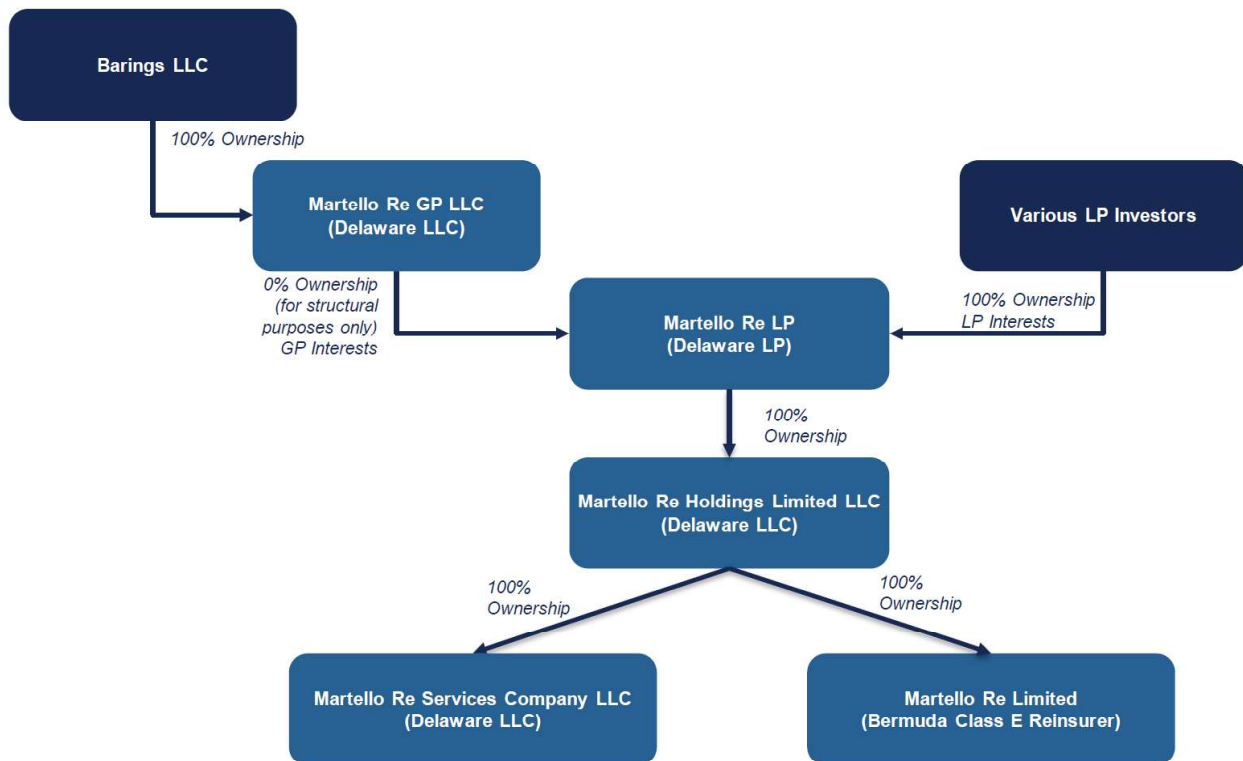 Barings LLC
100% Ownership
Martello Re GP LLC
(Delaware LLC)
Various LP Investors
0% Ownership
(for structural
purposes only)
GP Interests
Martello Re LP
(Delaware LP)
100% Ownership
LP Interests
100%
Ownership
Martello Re Holdings Limited LLC
(Delaware LLC)
100%
Ownership
100%
Ownership
Martello Re Services Company LLC
(Delaware LLC)
Martello Re Limited
(Bermuda Class E Reinsurer)